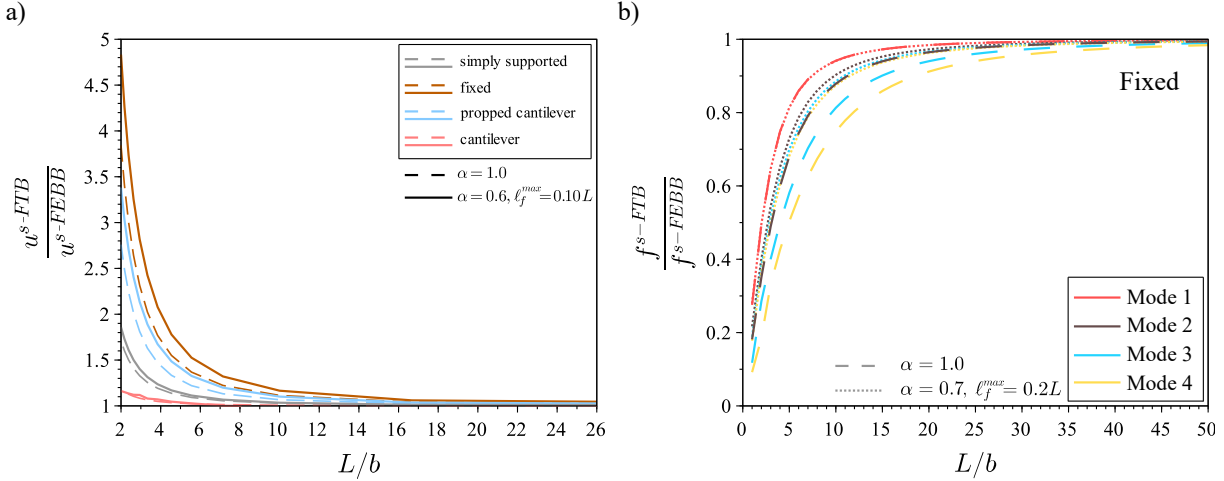 a)
u^{s-FTB}
u^{s-FEBB}
5
4.5
4
3.5
3
2.5
2
1.5
1
simply supported
fixed
propped cantilever
cantilever
α = 1.0
α = 0.6, ℓ_f^{max} = 0.10L
2 4 6 8 10 12 14 16 18 20 22 24 26
L/b
b)
f^{s-FTB}
f^{s-FEBB}
1
0.8
0.6
0.4
0.2
0
Fixed
Mode 1
Mode 2
Mode 3
Mode 4
α = 1.0
α = 0.7, ℓ_f^{max} = 0.2L
0 5 10 15 20 25 30 35 40 45 50
L/b